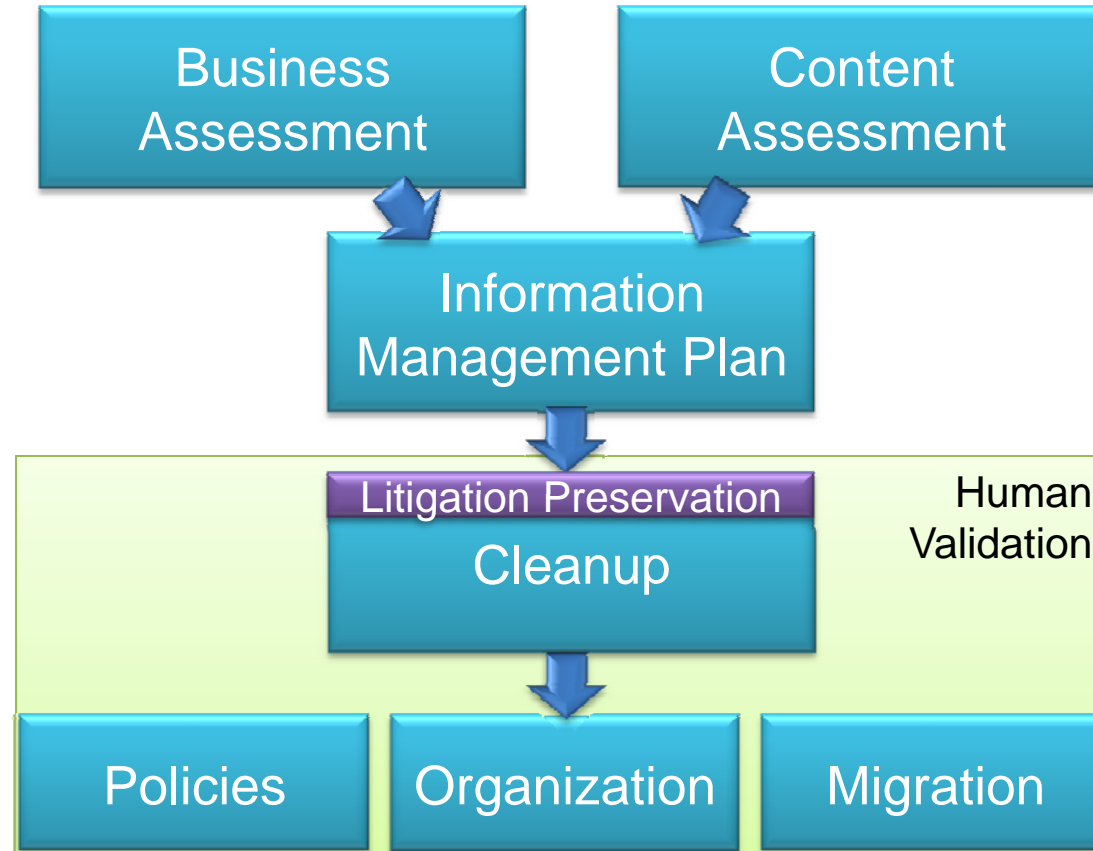 Business
Assessment
Content
Assessment
Information
Management Plan
Litigation Preservation
Human
Validation
Cleanup
Policies
Organization
Migration